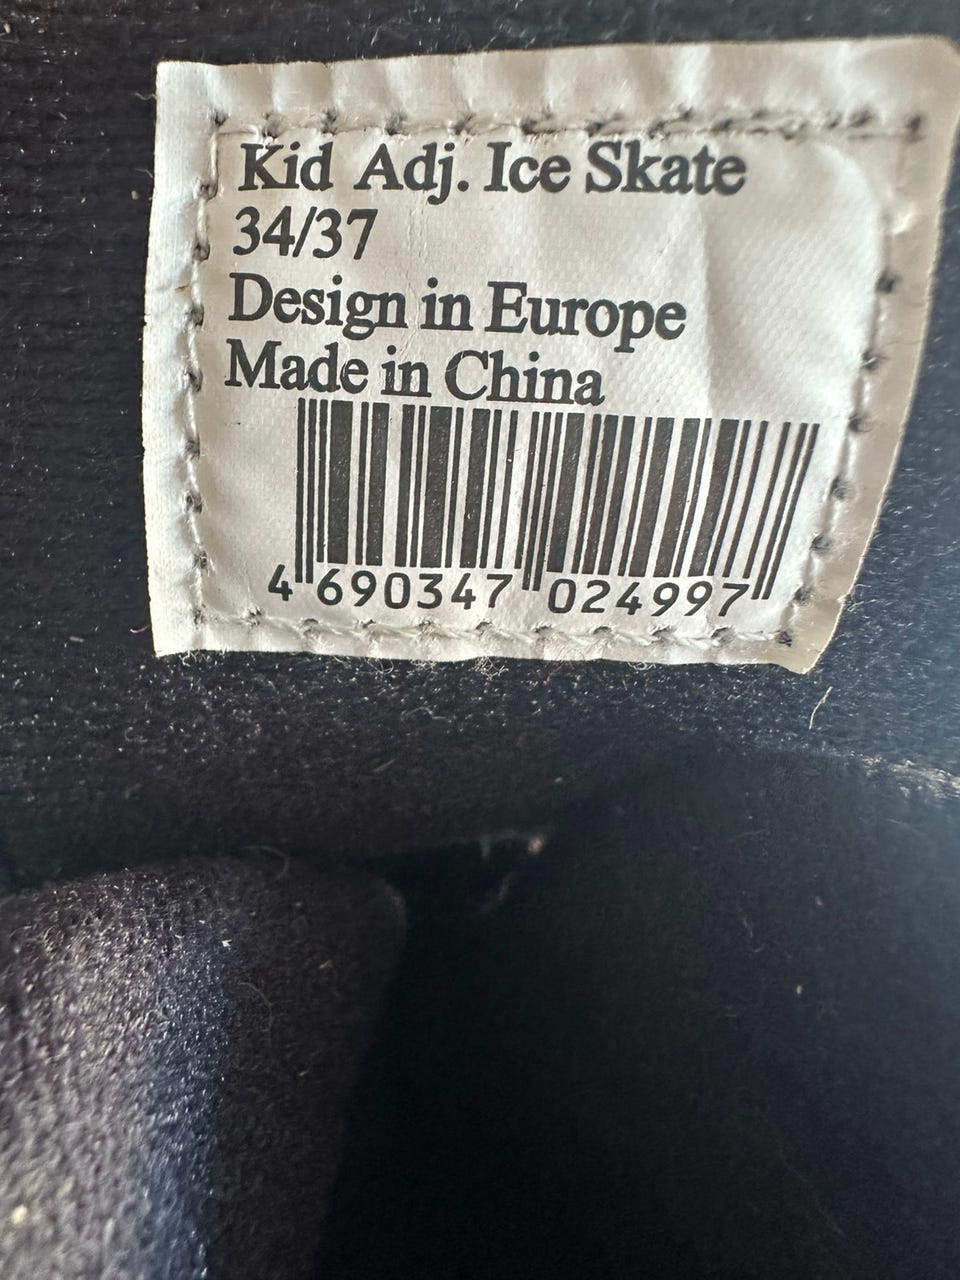 Kid Adj. Ice Skate
34/37
Design in Europe
Made in China
4 690347 024997